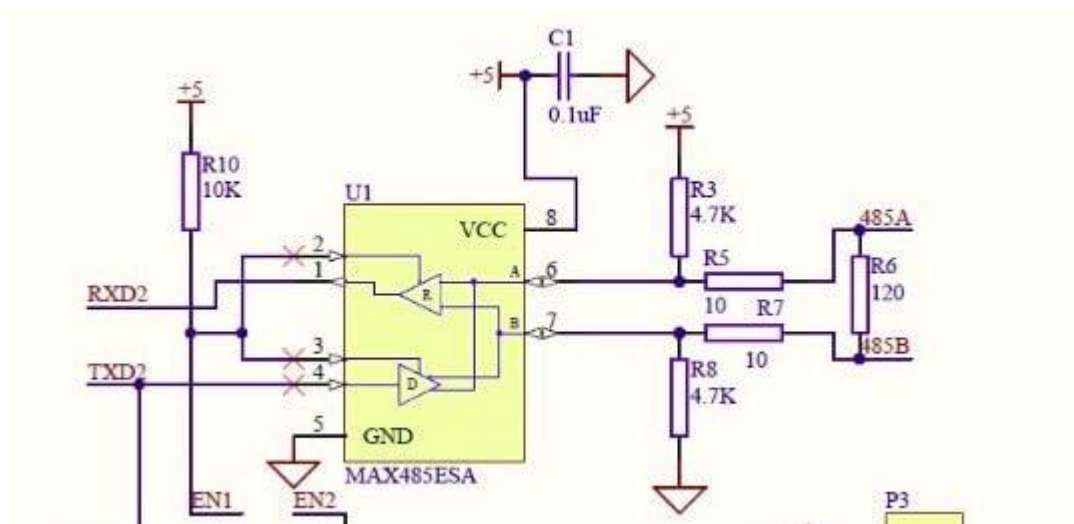 C1
+5
0.1uF
+5
+5
R10
10K
U1
R3
4.7K
VCC
8
485A
2
R5
A
6
R6
1
R
120
RXD2
10
R7
B
7
3
485B
TXD2
10
R8
4
D
4.7K
5
GND
MAX485ESA
EN1
EN2
P3